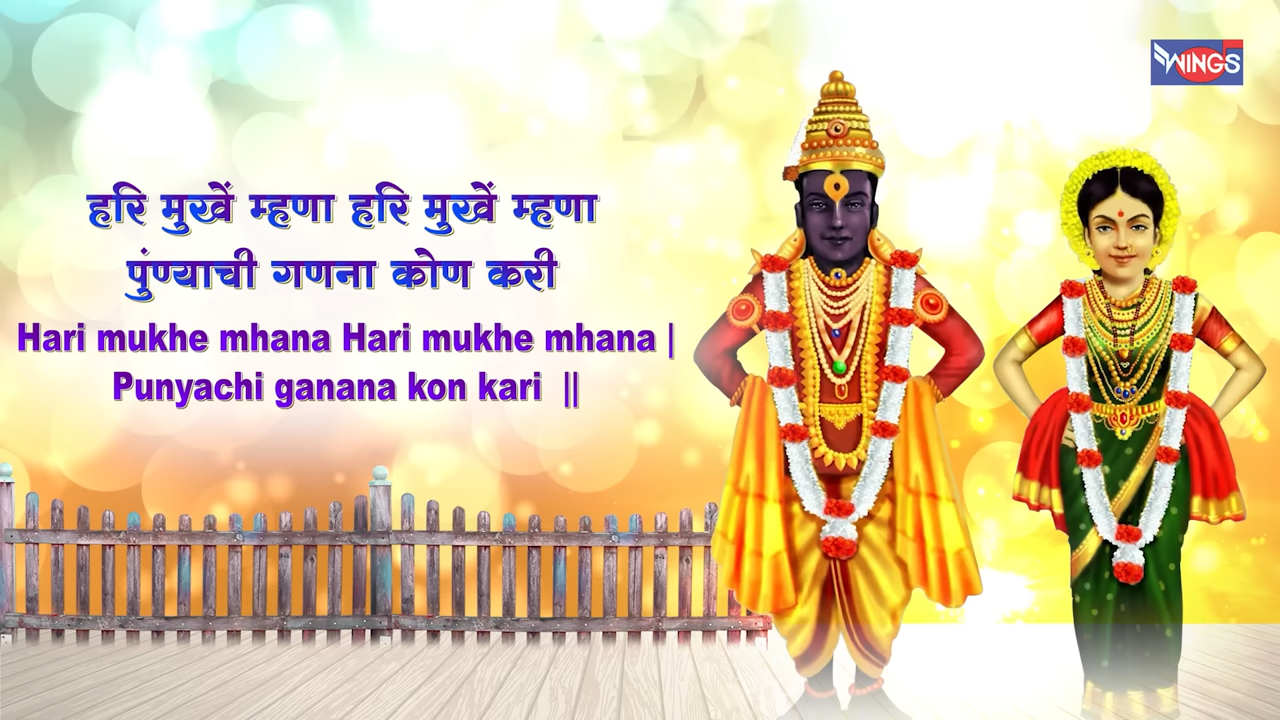 हरि मुखें म्हणा हरि मुखें म्हणा
पुंण्याची गणना कोण करी
Hari mukhe mhana Hari mukhe mhana |
Punyachi ganana kon kari ||
WINGS